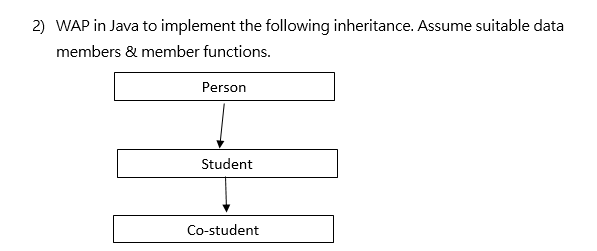 2) WAP in Java to implement the following inheritance. Assume suitable data
members & member functions.
Person
Student
Co-student